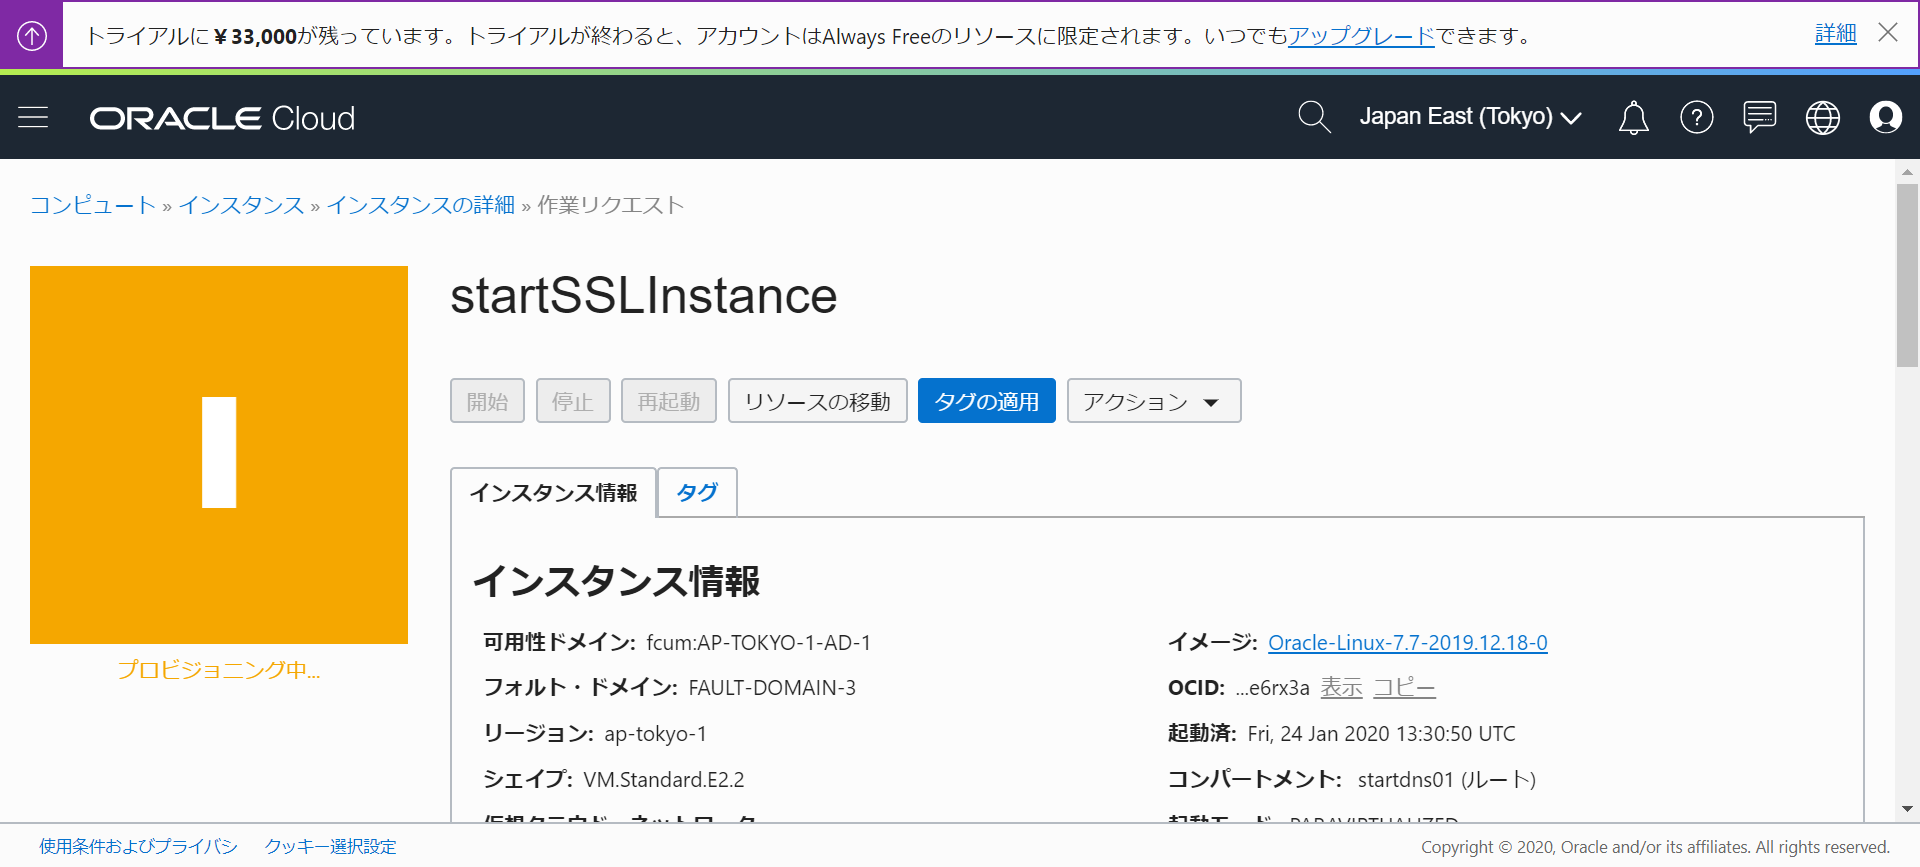 トライアルに￥33,000が残っています。トライアルが終わると、アカウントはAlways Freeのリソースに限定されます。いつでもアップグレードできます。 詳細
ORACLE Cloud Japan East (Tokyo)
コンピュート » インスタンス » インスタンスの詳細 » 作業リクエスト
I
プロビジョニング中...
startSSLInstance
開始 停止 再起動 リソースの移動 タグの適用 アクション
インスタンス情報 タグ
インスタンス情報
可用性ドメイン: fcum:AP-TOKYO-1-AD-1
フォルト・ドメイン: FAULT-DOMAIN-3
リージョン: ap-tokyo-1
シェイプ: VM.Standard.E2.2
イメージ: Oracle-Linux-7.7-2019.12.18-0
OCID: ...e6rx3a 表示 コピー
起動済: Fri, 24 Jan 2020 13:30:50 UTC
コンパートメント: startdns01 (ルート)
使用条件およびプライバシ クッキー選択設定
Copyright © 2020, Oracle and/or its affiliates. All rights reserved.